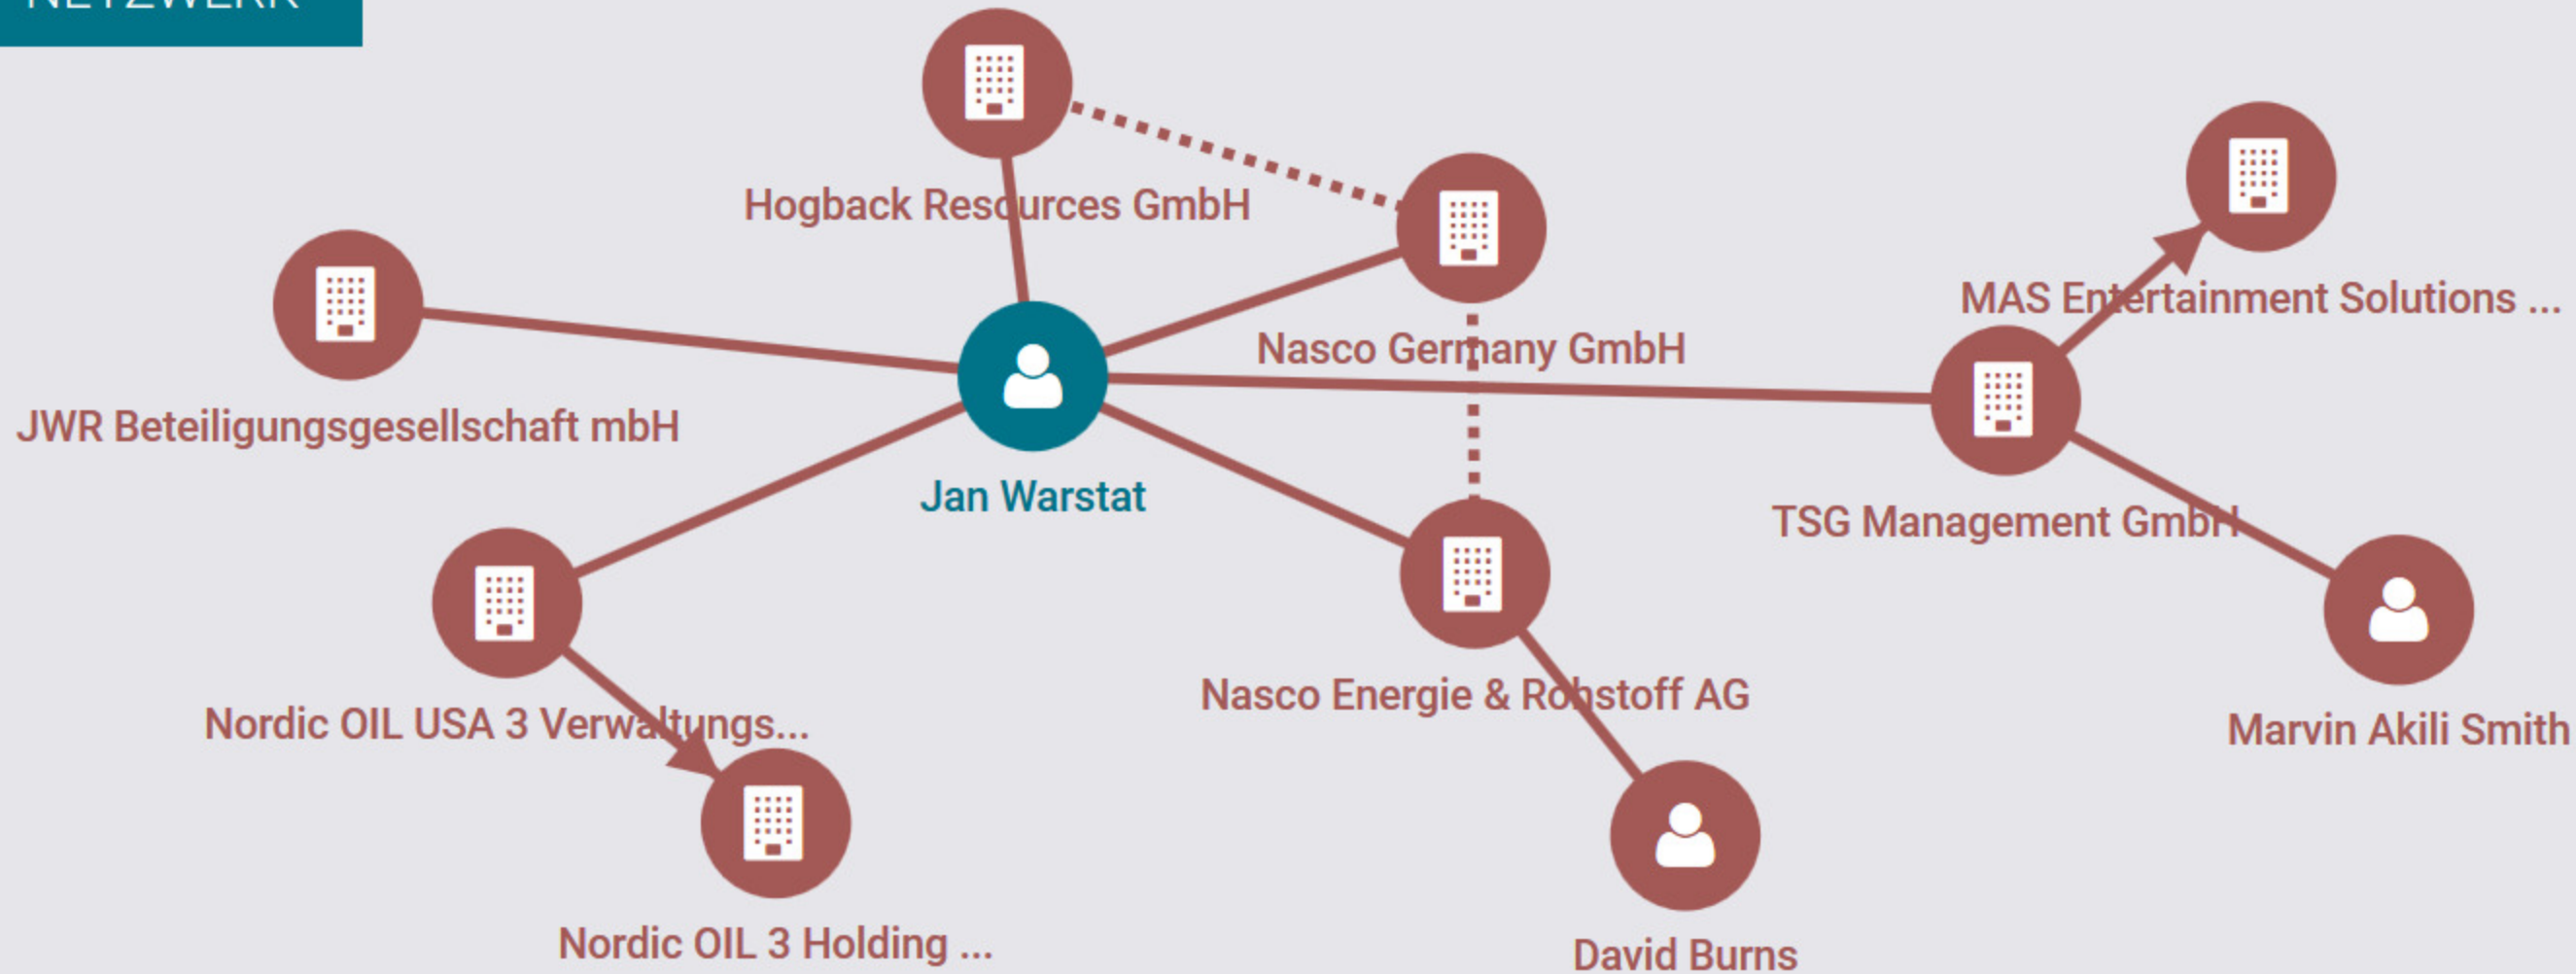 NETZWERK
Hogback Resources GmbH
MAS Entertainment Solutions ...
Nasco Germany GmbH
JWR Beteiligungsgesellschaft mbH
Jan Warstat
TSG Management GmbH
Nasco Energie & Rohstoff AG
Nordic OIL USA 3 Verwaltungs...
Marvin Akili Smith
Nordic OIL 3 Holding ...
David Burns